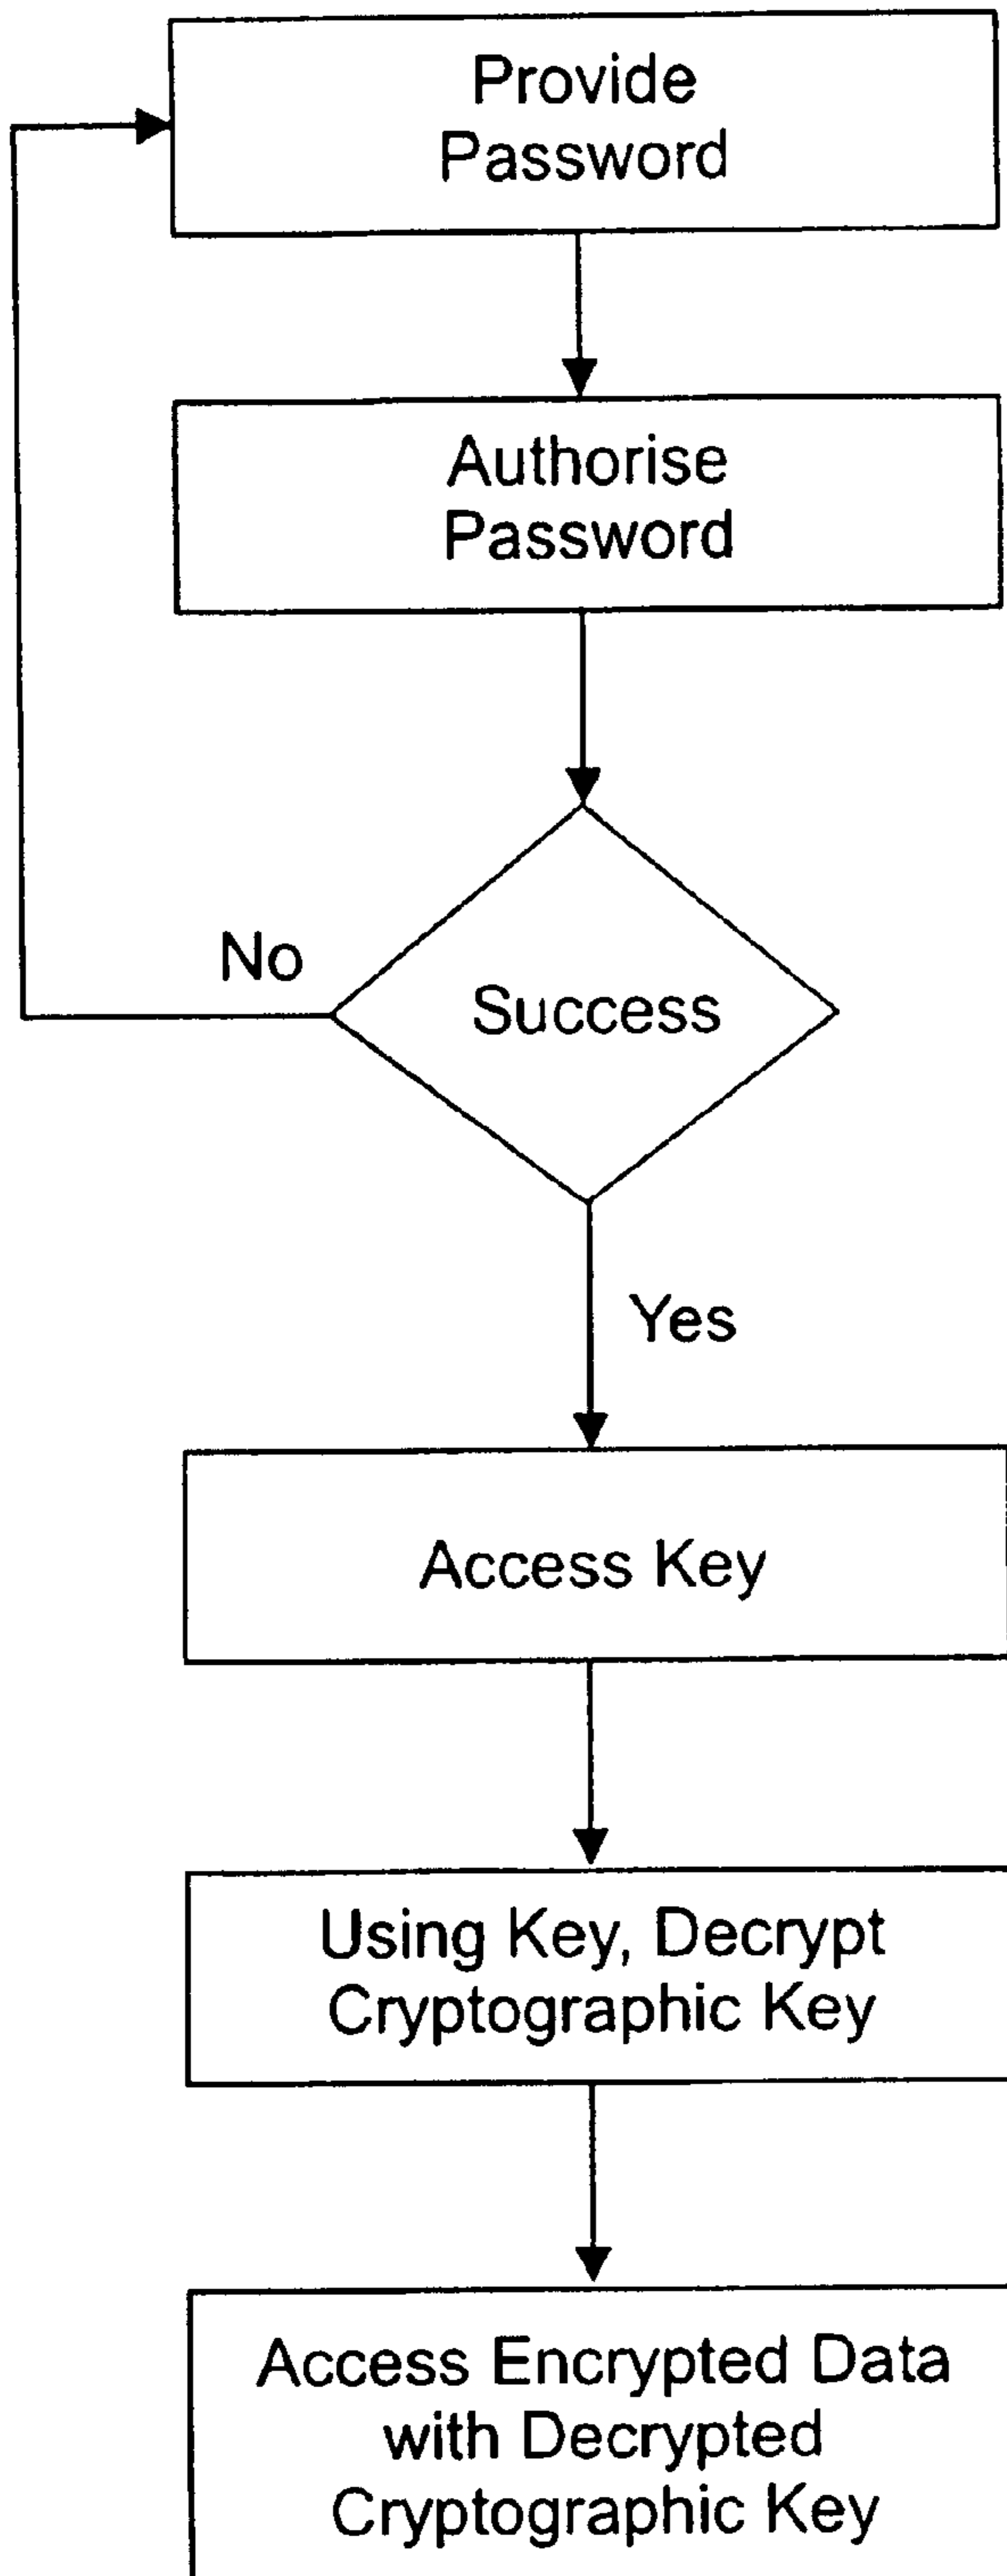 Provide
Password
Authorise
Password
No
Success
Yes
Access Key
Using Key, Decrypt
Cryptographic Key
Access Encrypted Data
with Decrypted
Cryptographic Key